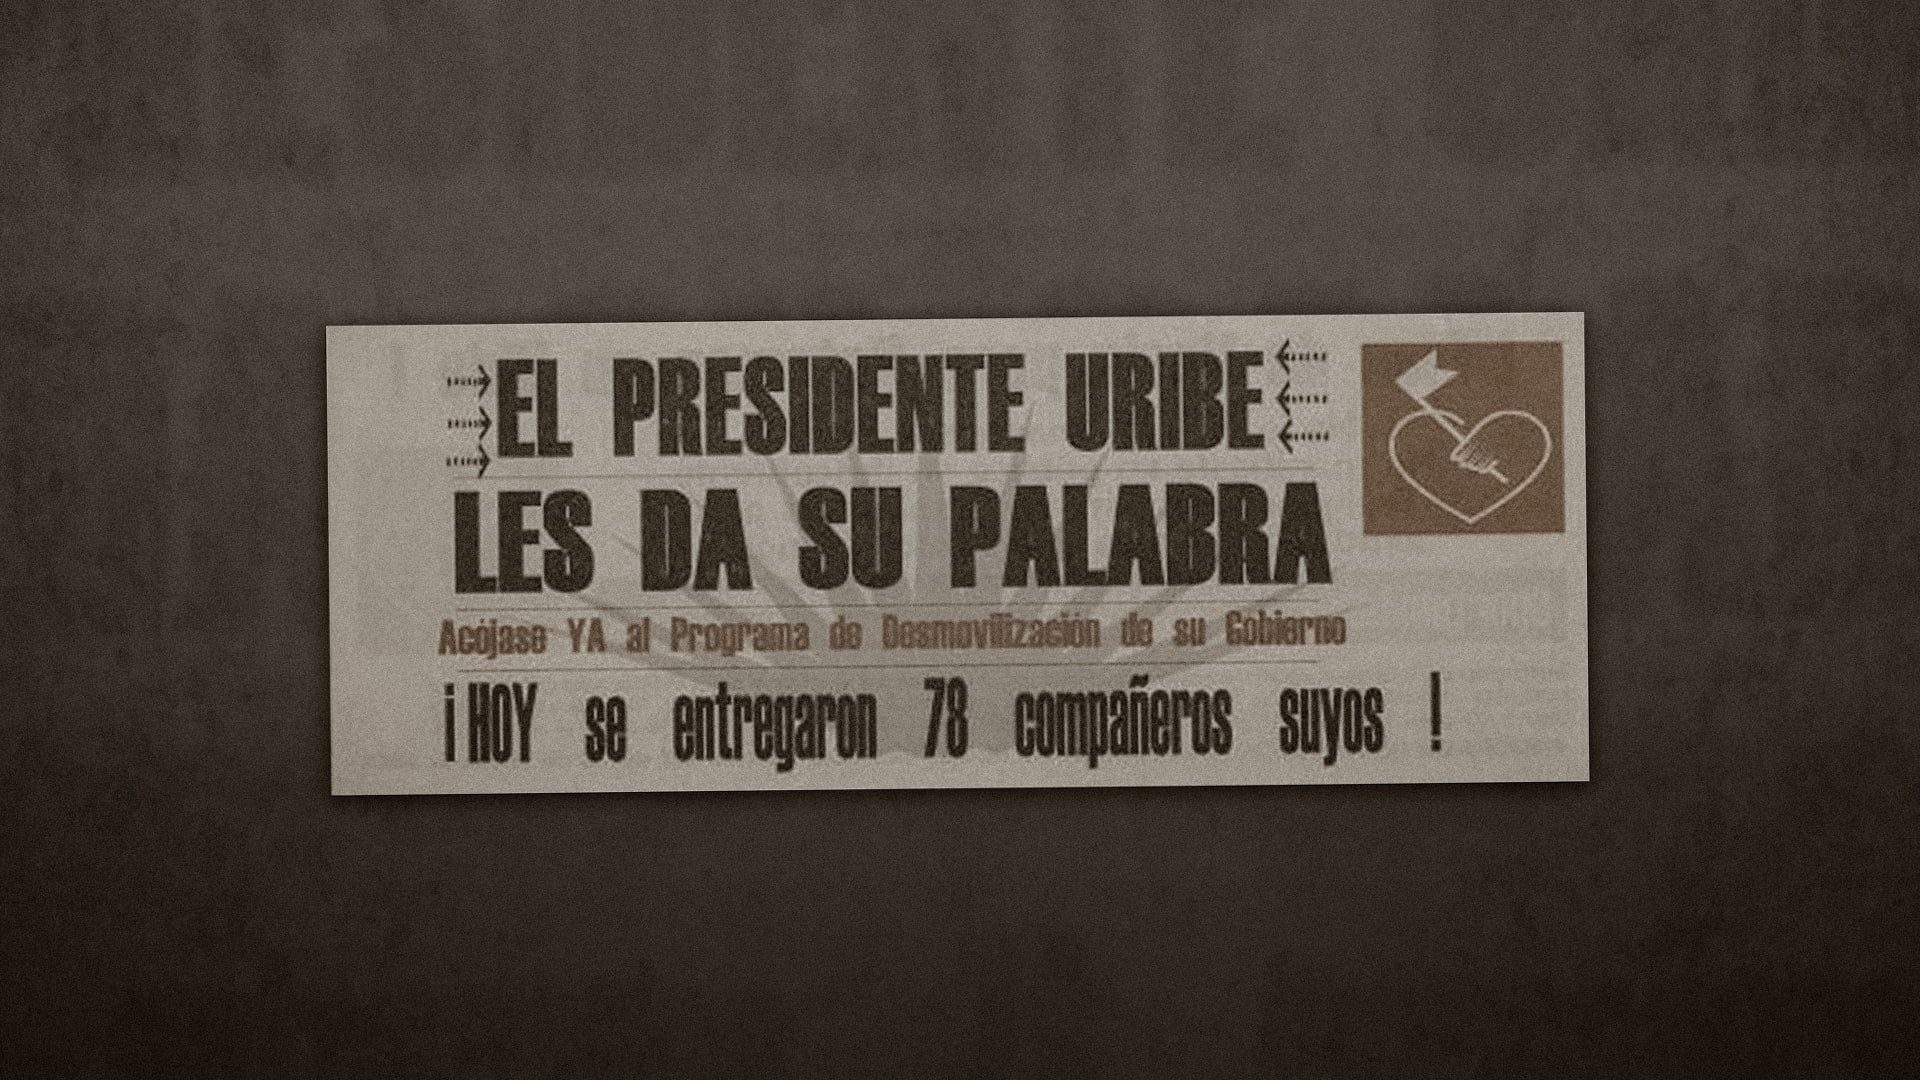 EL PRESIDENTE URIBE
LES DA SU PALABRA
Acójase YA al Programa de Desmovilización de su Gobierno
¡HOY se entregaron 78 compañeros suyos !